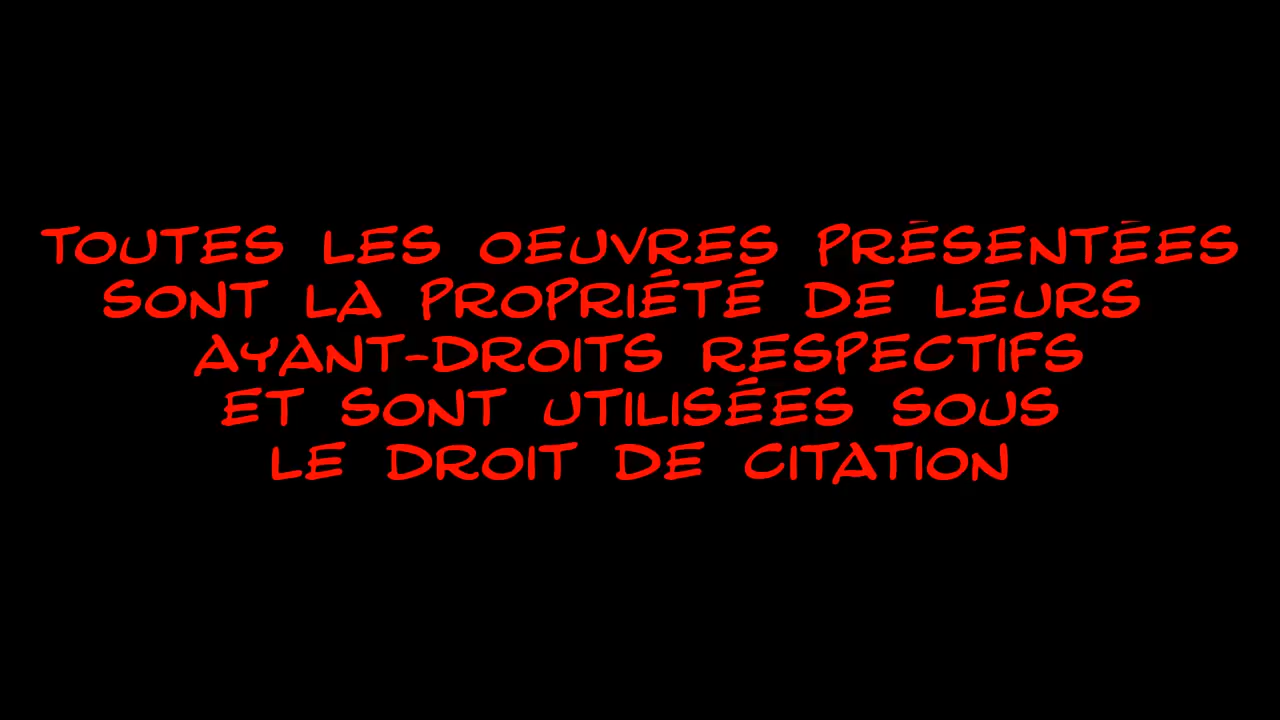 TOUTES LES OEUVRES PRÉSENTÉES
SONT LA PROPRIÉTÉ DE LEURS
AYANT-DROITS RESPECTIFS
ET SONT UTILISÉES SOUS
LE DROIT DE CITATION